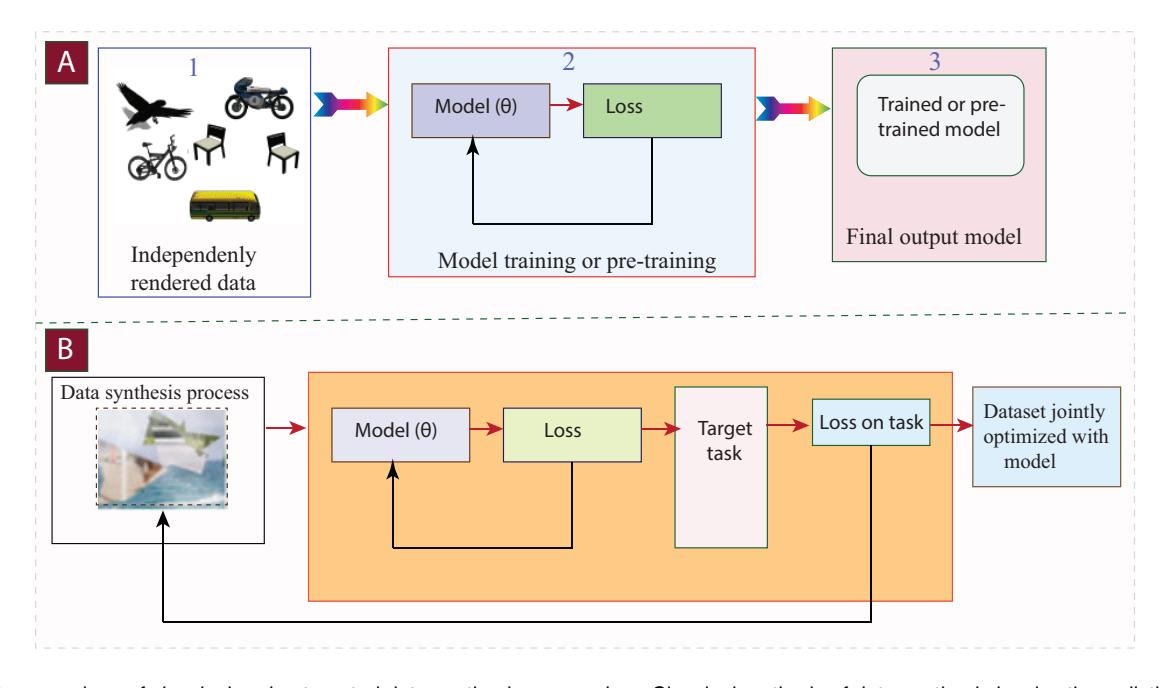 A
1
2
3
Model (θ)
Loss
Trained or pre-
trained model
Independenly
rendered data
Model training or pre-training
Final output model
B
Data synthesis process
Model (θ)
Loss
Target
task
Loss on task
Dataset jointly
optimized with
model